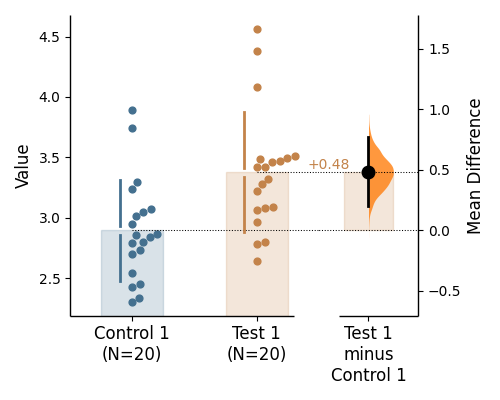 Value
4.5
4.0
3.5
3.0
2.5
+0.48
1.5
1.0
0.5
0.0
−0.5
Mean Difference
Control 1
(N=20)
Test 1
(N=20)
Test 1
minus
Control 1